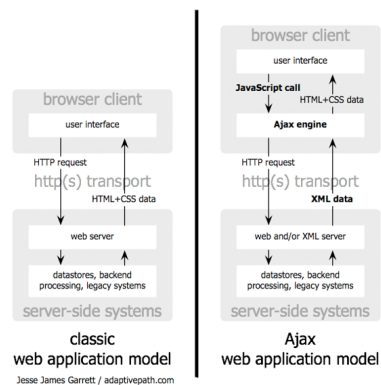 browser client
user interface
HTTP request
http(s) transport
HTML+CSS data
web server
datastores, backend
processing, legacy systems
server-side systems
classic
web application model
Jesse James Garrett / adaptivepath.com
browser client
user interface
JavaScript call
HTML+CSS data
Ajax engine
HTTP request
http(s) transport
XML data
web and/or XML server
datastores, backend
processing, legacy systems
server-side systems
Ajax
web application model